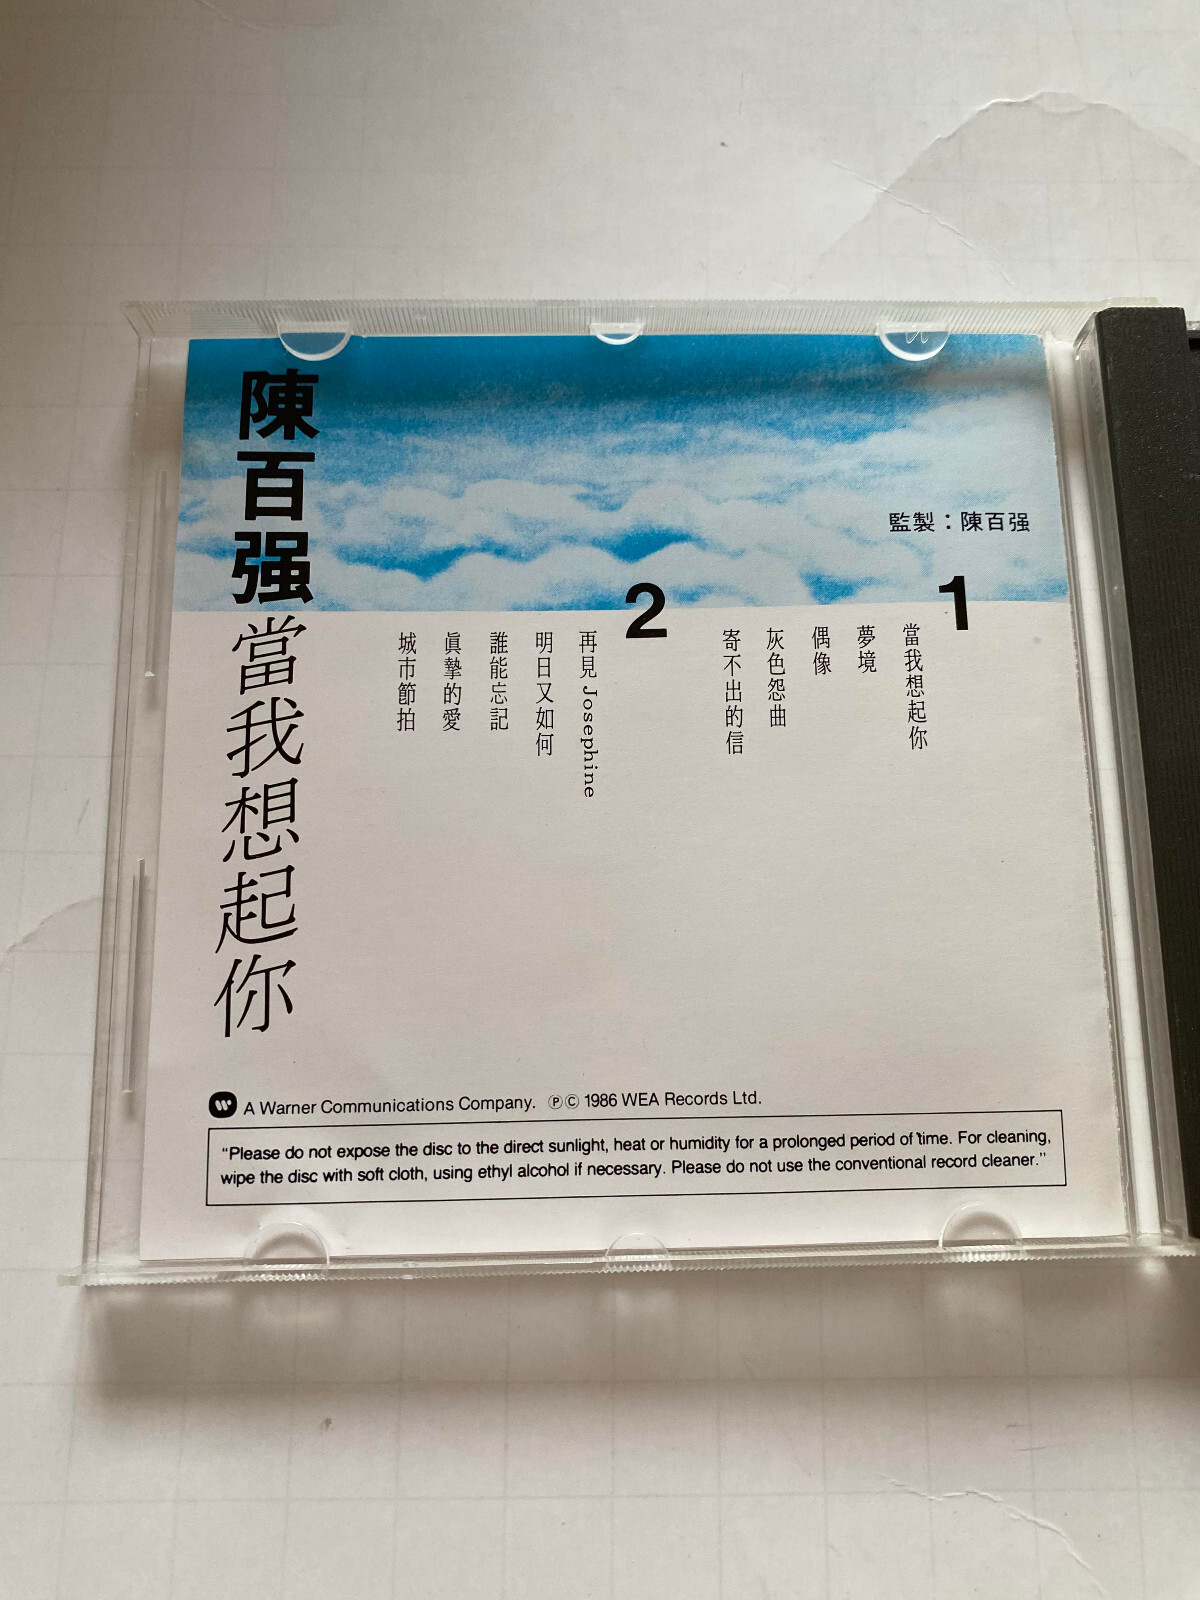 陳百强當我想起你
監製：陳百强
1
當我想起你
夢境
偶像
灰色怨曲
寄不出的信
2
再見 Josephine
明日又如何
誰能忘記
眞摯的愛
城市節拍
A Warner Communications Company. ℗© 1986 WEA Records Ltd.
“Please do not expose the disc to the direct sunlight, heat or humidity for a prolonged period of time. For cleaning,
wipe the disc with soft cloth, using ethyl alcohol if necessary. Please do not use the conventional record cleaner.”